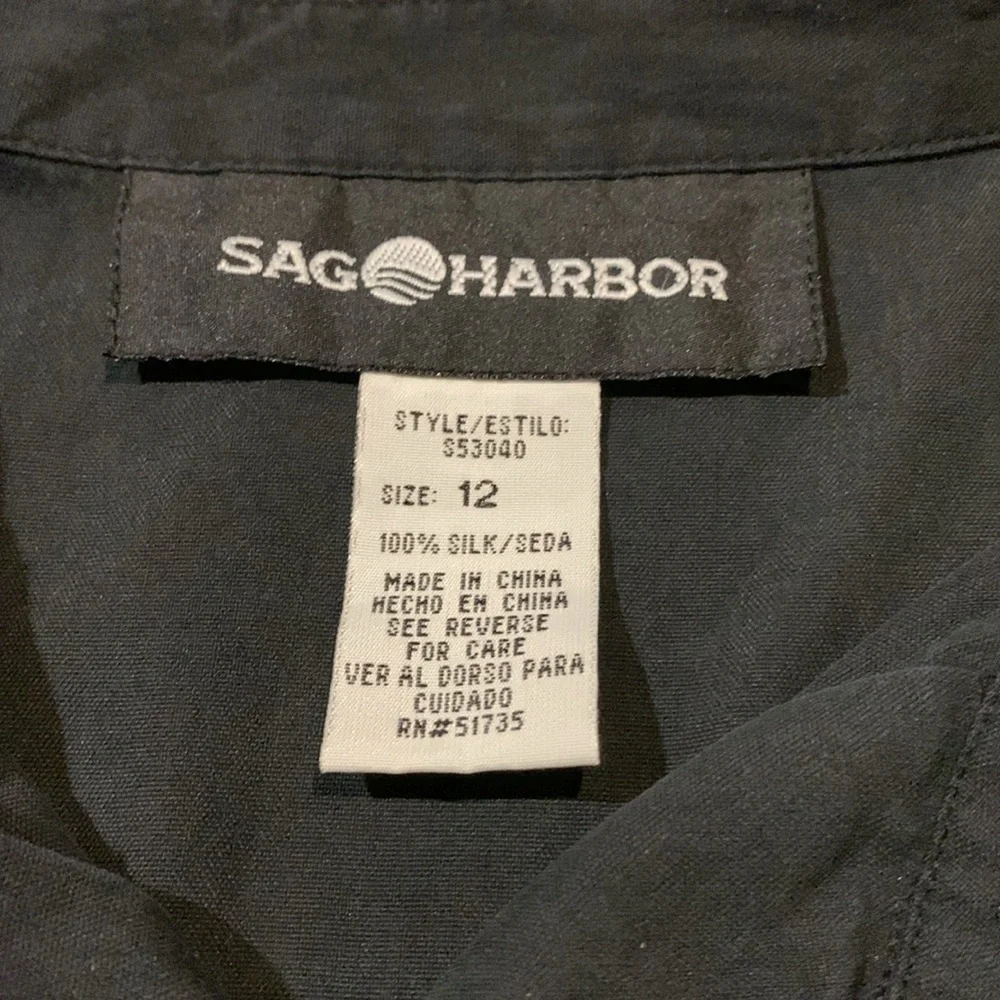 SAG HARBOR
STYLE/ESTILO:
S53040
SIZE: 12
100% SILK/SEDA
MADE IN CHINA
HECHO EN CHINA
SEE REVERSE
FOR CARE
VER AL DORSO PARA
CUIDADO
RN#51735